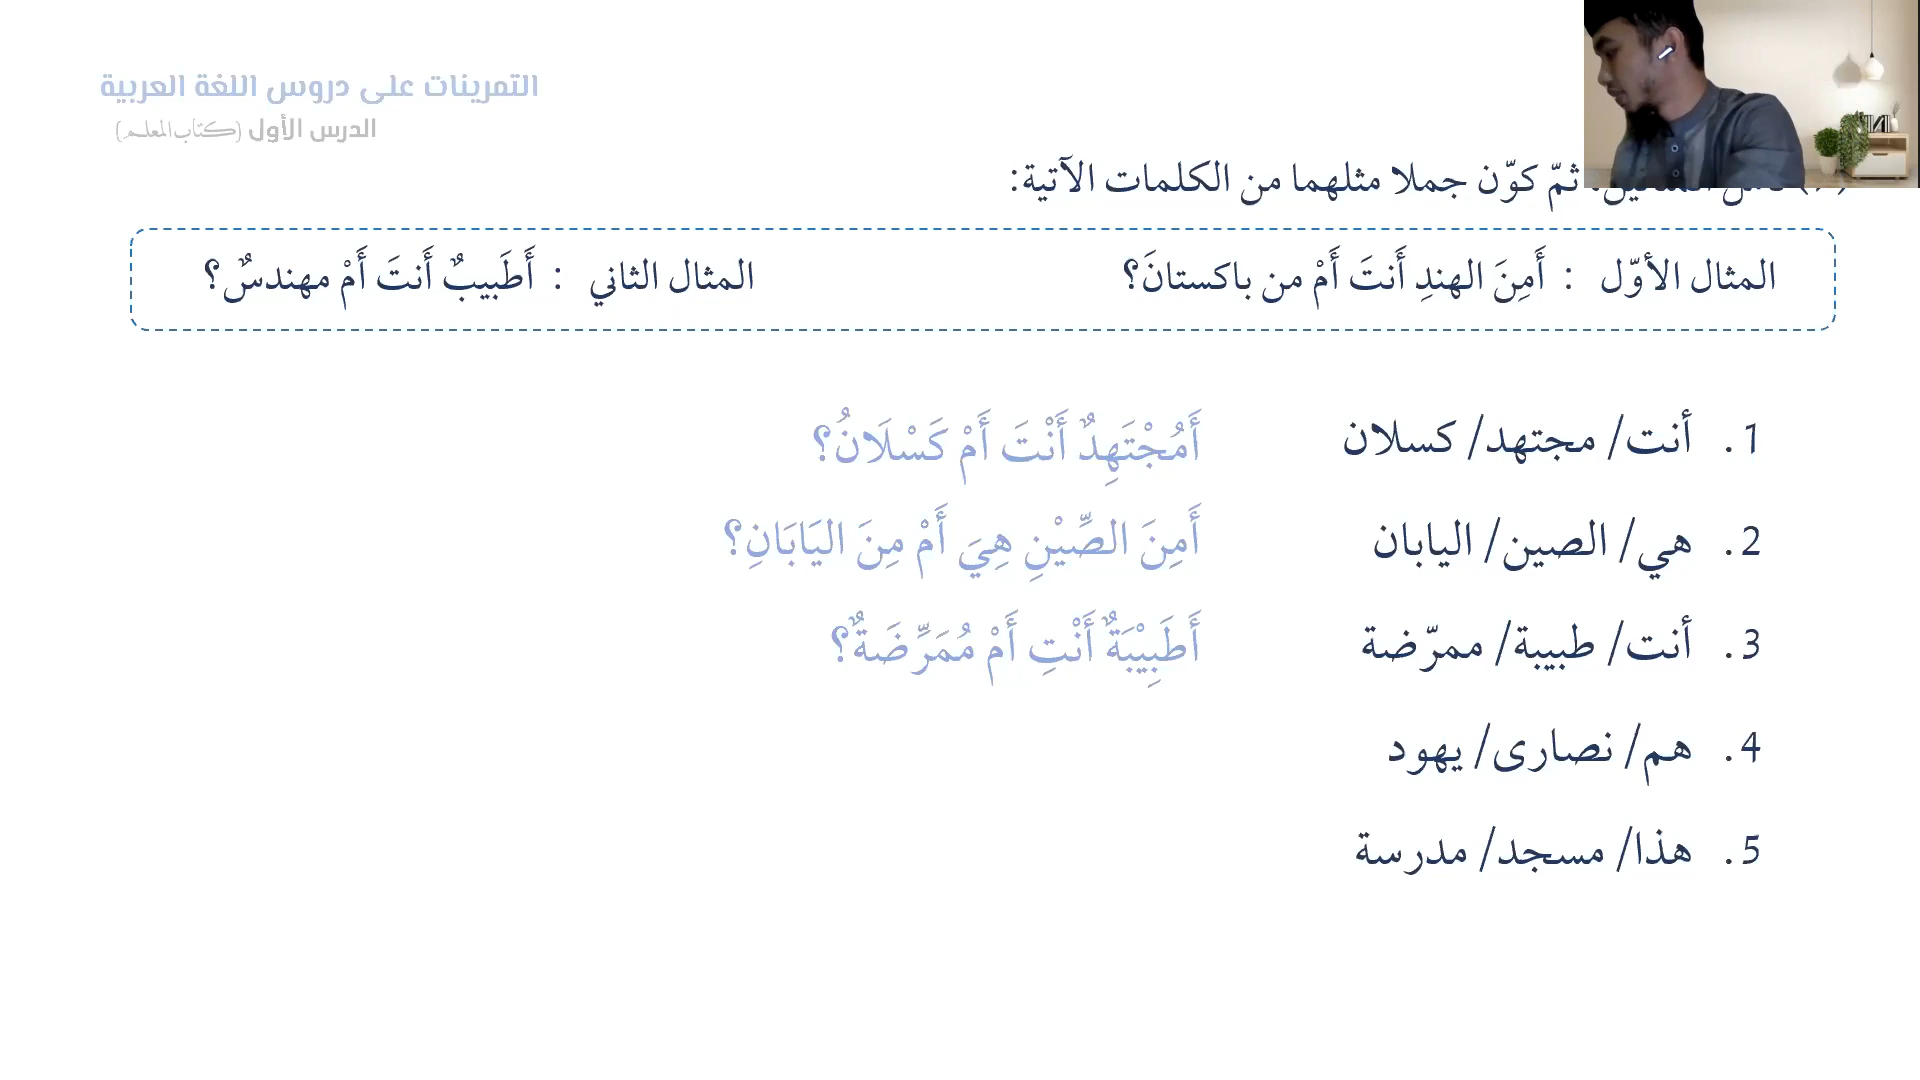 التمرينات على دروس اللغة العربية
الدرس الأول (كتاب المعلم)
ثمّ كوّن جملا مثلهما من الكلمات الآتية:
المثال الأوّل : أَمِنَ الهندِ أَنتَ أَمْ من باكستانَ؟
المثال الثاني : أَطَبيبٌ أَنتَ أَمْ مهندسٌ؟
1. أنت/ مجتهد/ كسلان
أَمُجْتَهِدٌ أَنْتَ أَمْ كَسْلَانُ؟
2. هي/ الصين/ اليابان
أَمِنَ الصِّيْنِ هِيَ أَمْ مِنَ اليَابَانِ؟
3. أنت/ طبيبة/ ممرّضة
أَطَبِيْبَةٌ أَنْتِ أَمْ مُمَرِّضَةٌ؟
4. هم/ نصارى/ يهود
5. هذا/ مسجد/ مدرسة